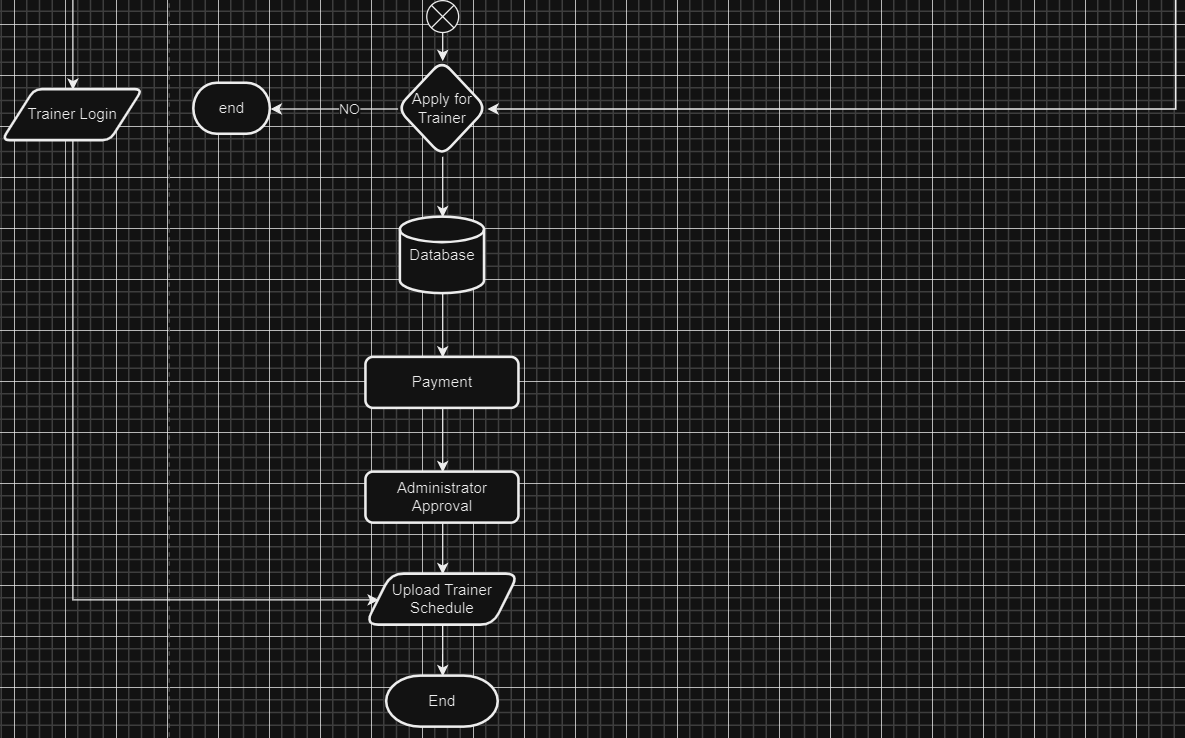 Trainer Login
end
NO
Apply for
Trainer
Database
Payment
Administrator
Approval
Upload Trainer
Schedule
End